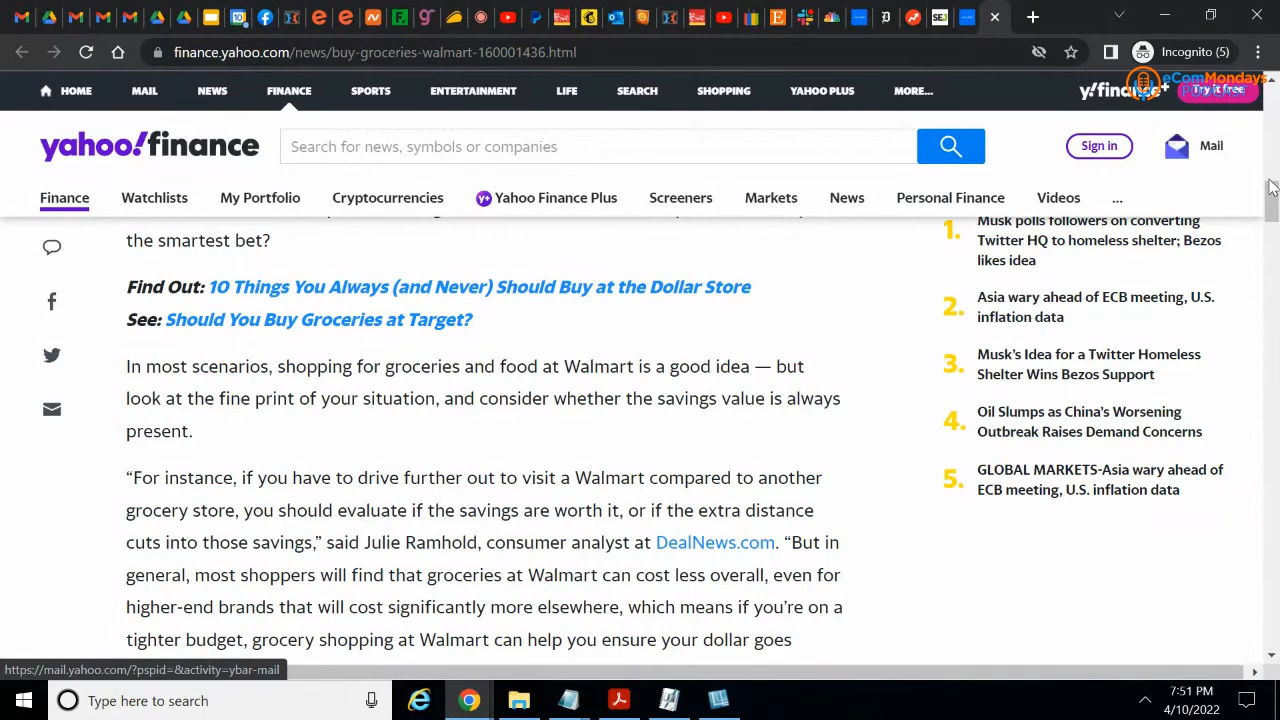 finance.yahoo.com/news/buy-groceries-walmart-160001436.html
Incognito (5)
HOME MAIL NEWS FINANCE SPORTS ENTERTAINMENT LIFE SEARCH SHOPPING YAHOO PLUS MORE...
y!finance+ Try it free
eComMondays
PODCAST
yahoo!finance
Search for news, symbols or companies
Sign in
Mail
Finance Watchlists My Portfolio Cryptocurrencies Yahoo Finance Plus Screeners Markets News Personal Finance Videos ...
the smartest bet?
Find Out: 10 Things You Always (and Never) Should Buy at the Dollar Store
See: Should You Buy Groceries at Target?
In most scenarios, shopping for groceries and food at Walmart is a good idea — but
look at the fine print of your situation, and consider whether the savings value is always
present.
“For instance, if you have to drive further out to visit a Walmart compared to another
grocery store, you should evaluate if the savings are worth it, or if the extra distance
cuts into those savings,” said Julie Ramhold, consumer analyst at DealNews.com. “But in
general, most shoppers will find that groceries at Walmart can cost less overall, even for
higher-end brands that will cost significantly more elsewhere, which means if you’re on a
tighter budget, grocery shopping at Walmart can help you ensure your dollar goes
1. Musk polls followers on converting
Twitter HQ to homeless shelter; Bezos
likes idea
2. Asia wary ahead of ECB meeting, U.S.
inflation data
3. Musk’s Idea for a Twitter Homeless
Shelter Wins Bezos Support
4. Oil Slumps as China’s Worsening
Outbreak Raises Demand Concerns
5. GLOBAL MARKETS-Asia wary ahead of
ECB meeting, U.S. inflation data
https://mail.yahoo.com/?pspid=&activity=ybar-mail
Type here to search
7:51 PM
4/10/2022